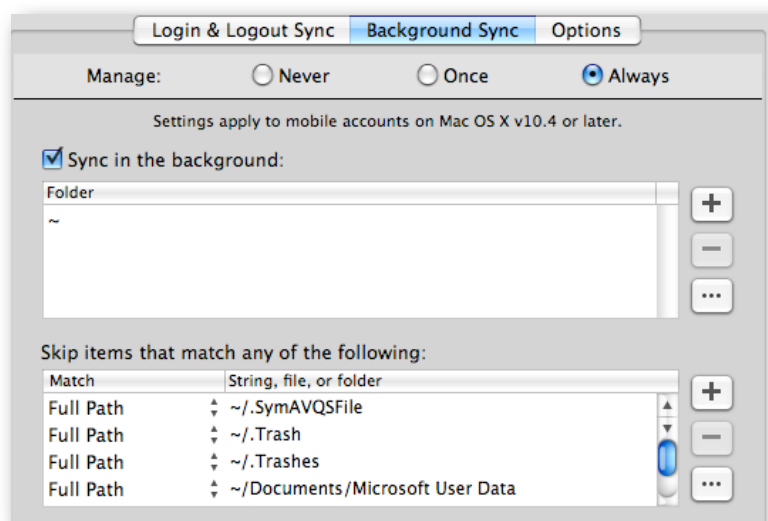 Login & Logout Sync Background Sync Options
Manage: Never Once Always
Settings apply to mobile accounts on Mac OS X v10.4 or later.
Sync in the background:
Folder
~
Skip items that match any of the following:
Match String, file, or folder
Full Path ~/.SymAVQSFile
Full Path ~/.Trash
Full Path ~/.Trashes
Full Path ~/Documents/Microsoft User Data